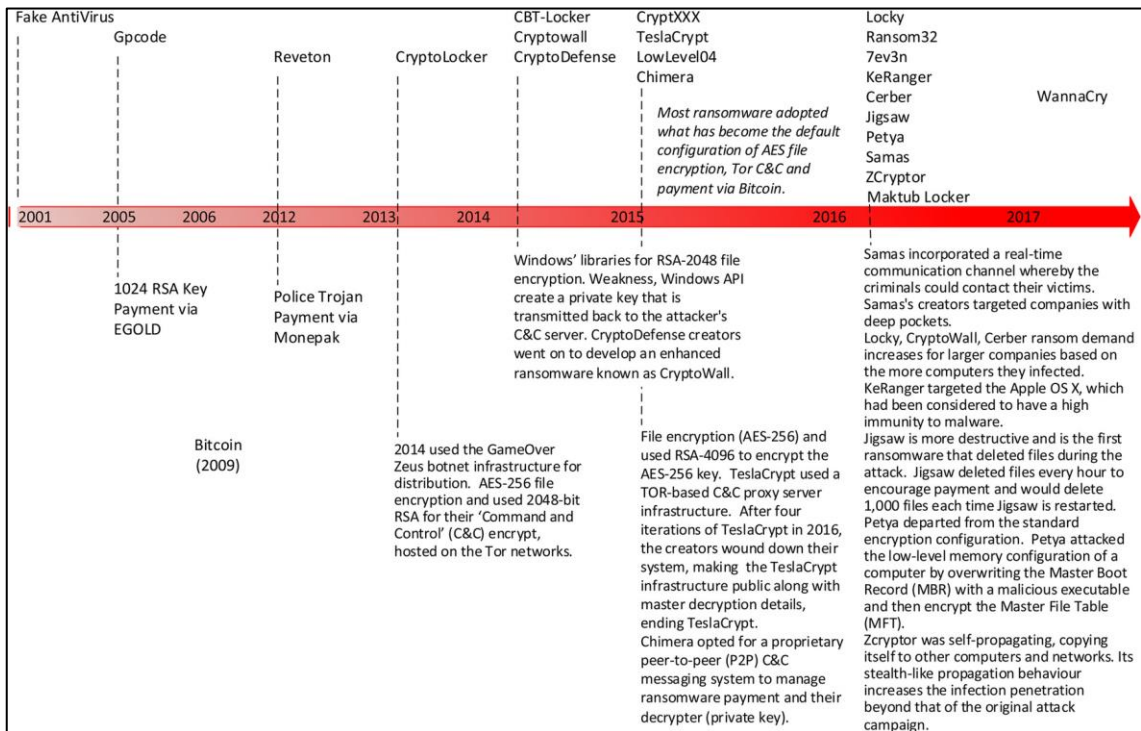 Fake AntiVirus
Gpcode
Reveton
CryptoLocker
CBT-Locker
Cryptowall
CryptoDefense
CryptXXX
TeslaCrypt
LowLevel04
Chimera
Most ransomware adopted
what has become the default
configuration of AES file
encryption, Tor C&C and
payment via Bitcoin.
Locky
Ransom32
7ev3n
KeRanger
Cerber
Jigsaw
Petya
Samas
ZCryptor
Maktub Locker
WannaCry
2001 2005 2006 2012 2013 2014 2015 2016 2017
1024 RSA Key
Payment via
EGOLD
Bitcoin
(2009)
Police Trojan
Payment via
Monepak
2014 used the GameOver
Zeus botnet infrastructure for
distribution. AES-256 file
encryption and used 2048-bit
RSA for their ‘Command and
Control’ (C&C) encrypt,
hosted on the Tor networks.
Windows’ libraries for RSA-2048 file
encryption. Weakness, Windows API
create a private key that is
transmitted back to the attacker's
C&C server. CryptoDefense creators
went on to develop an enhanced
ransomware known as CryptoWall.
File encryption (AES-256) and
used RSA-4096 to encrypt the
AES-256 key. TeslaCrypt used a
TOR-based C&C proxy server
infrastructure. After four
iterations of TeslaCrypt in 2016,
the creators wound down their
system, making the TeslaCrypt
infrastructure public along with
master decryption details,
ending TeslaCrypt.
Chimera opted for a proprietary
peer-to-peer (P2P) C&C
messaging system to manage
ransomware payment and their
decrypter (private key).
Samas incorporated a real-time
communication channel whereby the
criminals could contact their victims.
Samas's creators targeted companies with
deep pockets.
Locky, CryptoWall, Cerber ransom demand
increases for larger companies based on
the more computers they infected.
KeRanger targeted the Apple OS X, which
had been considered to have a high
immunity to malware.
Jigsaw is more destructive and is the first
ransomware that deleted files during the
attack. Jigsaw deleted files every hour to
encourage payment and would delete
1,000 files each time Jigsaw is restarted.
Petya departed from the standard
encryption configuration. Petya attacked
the low-level memory configuration of a
computer by overwriting the Master Boot
Record (MBR) with a malicious executable
and then encrypt the Master File Table
(MFT).
Zcryptor was self-propagating, copying
itself to other computers and networks. Its
stealth-like propagation behaviour
increases the infection penetration
beyond that of the original attack
campaign.